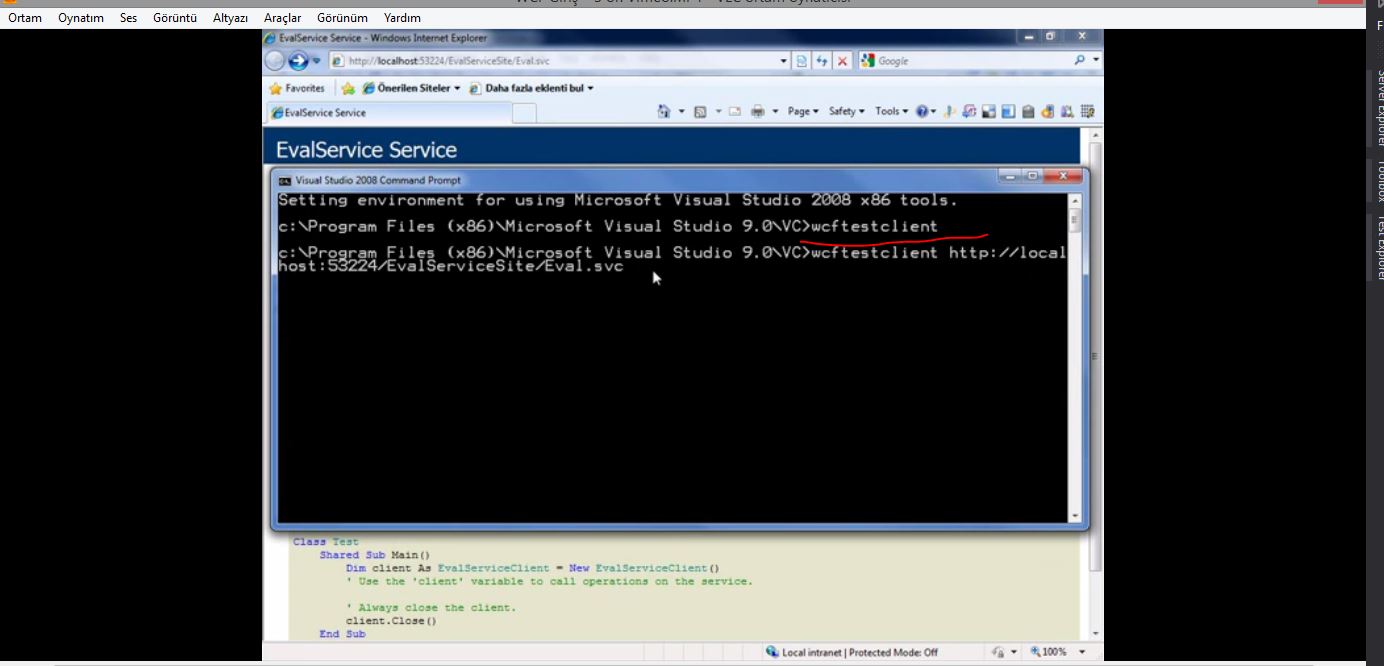 Ortam Oynatım Ses Görüntü Altyazı Araçlar Görünüm Yardım
EvalService Service - Windows Internet Explorer
http://localhost:53224/EvalServiceSite/Eval.svc Google
Favorites Önerilen Siteler Daha fazla eklenti bul
EvalService Service Page Safety Tools
EvalService Service
Visual Studio 2008 Command Prompt
Setting environment for using Microsoft Visual Studio 2008 x86 tools.
c:\Program Files (x86)\Microsoft Visual Studio 9.0\VC>wcftestclient
c:\Program Files (x86)\Microsoft Visual Studio 9.0\VC>wcftestclient http://local
host:53224/EvalServiceSite/Eval.svc
Class Test
Shared Sub Main()
Dim client As EvalServiceClient = New EvalServiceClient()
' Use the 'client' variable to call operations on the service.
' Always close the client.
client.Close()
End Sub
Local intranet | Protected Mode: Off 100%
Server Explorer
Toolbox
Test Explorer